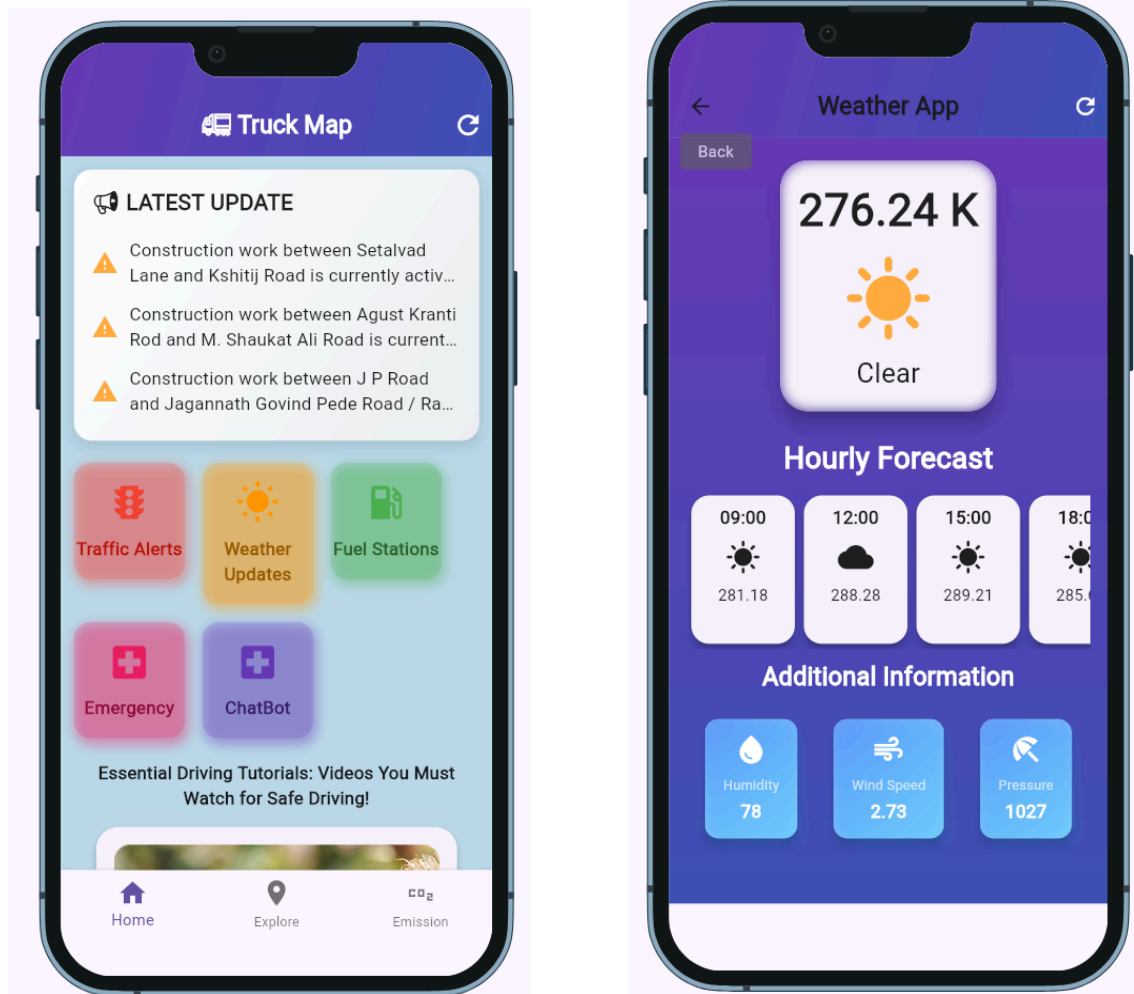 Truck Map
LATEST UPDATE
Construction work between Setalvad
Lane and Kshitij Road is currently activ...
Construction work between Agust Kranti
Rod and M. Shaukat Ali Road is current...
Construction work between J P Road
and Jagannath Govind Pede Road / Ra...
Traffic Alerts
Weather
Updates
Fuel Stations
Emergency
ChatBot
Essential Driving Tutorials: Videos You Must
Watch for Safe Driving!
Home
Explore
CO2
Emission
Weather App
Back
276.24 K
Clear
Hourly Forecast
09:00
281.18
12:00
288.28
15:00
289.21
Additional Information
Humidity
78
Wind Speed
2.73
Pressure
1027